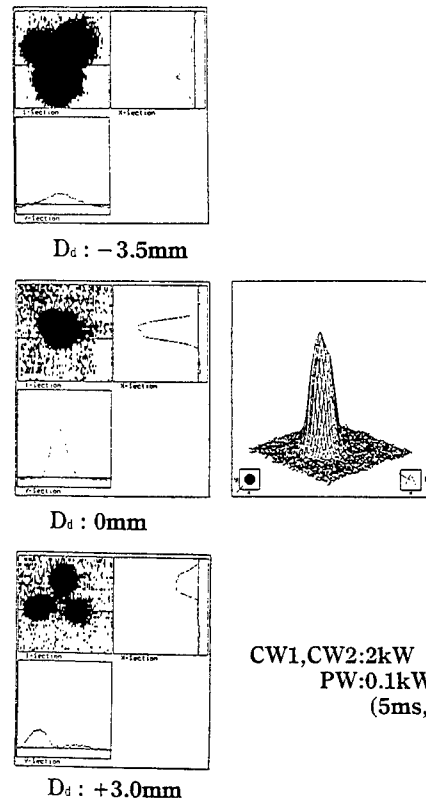 I-Section
X-Section
Y-Section
Dd : −3.5mm
I-Section
X-Section
Y-Section
Dd : 0mm
I-Section
X-Section
Y-Section
Dd : +3.0mm
CW1,CW2:2kW
PW:0.1kW
(5ms,